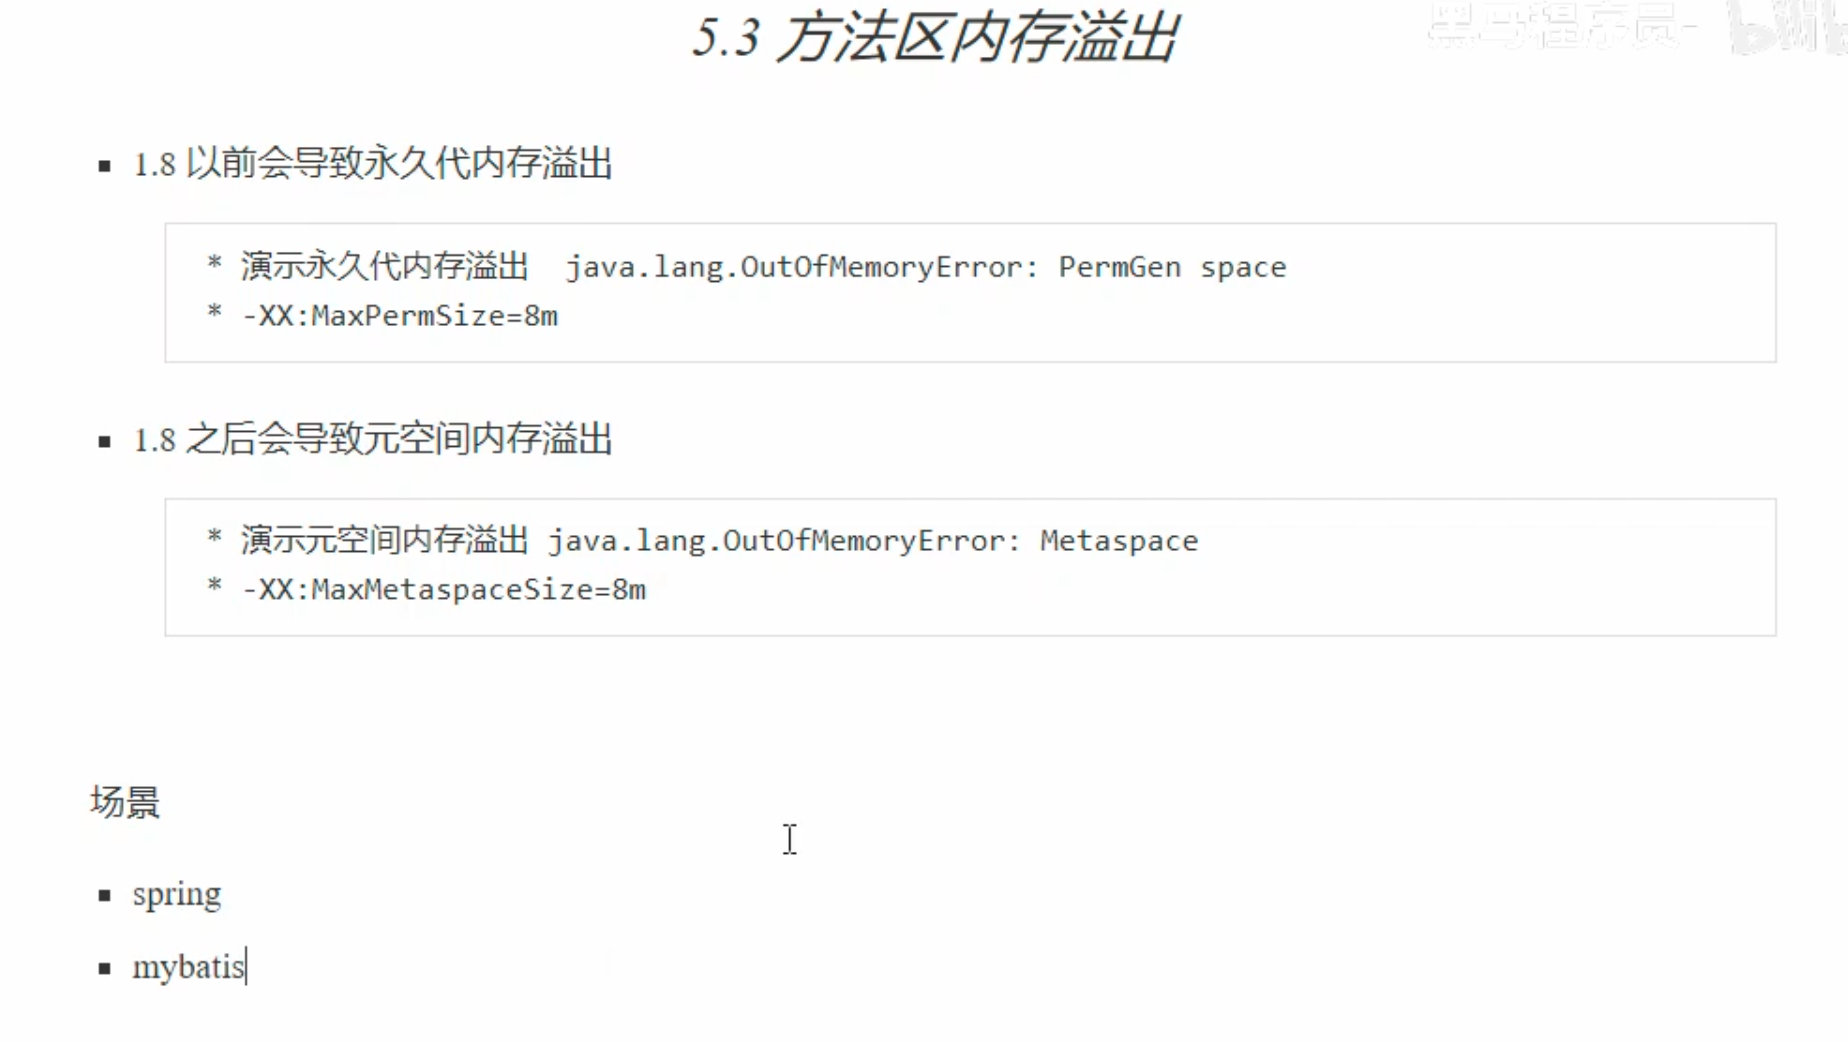 黑马程序员-
5.3 方法区内存溢出
1.8 以前会导致永久代内存溢出
* 演示永久代内存溢出 java.lang.OutOfMemoryError: PermGen space
* -XX:MaxPermSize=8m
1.8 之后会导致元空间内存溢出
* 演示元空间内存溢出 java.lang.OutOfMemoryError: Metaspace
* -XX:MaxMetaspaceSize=8m
场景
spring
mybatis